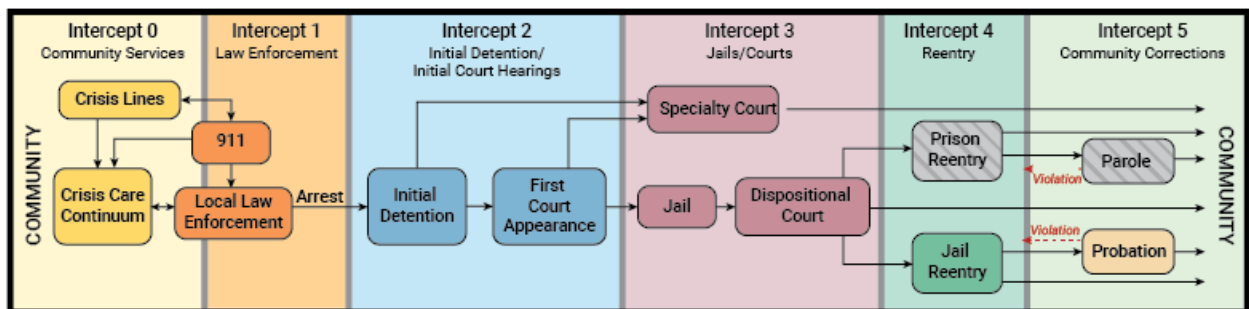 Intercept 0
Community Services
Intercept 1
Law Enforcement
Intercept 2
Initial Detention/
Initial Court Hearings
Intercept 3
Jails/Courts
Intercept 4
Reentry
Intercept 5
Community Corrections
COMMUNITY
Crisis Lines
911
Crisis Care
Continuum
Local Law
Enforcement
Arrest
Initial
Detention
First
Court
Appearance
Specialty Court
Jail
Dispositional
Court
Prison
Reentry
Violation
Parole
Jail
Reentry
Violation
Probation
COMMUNITY